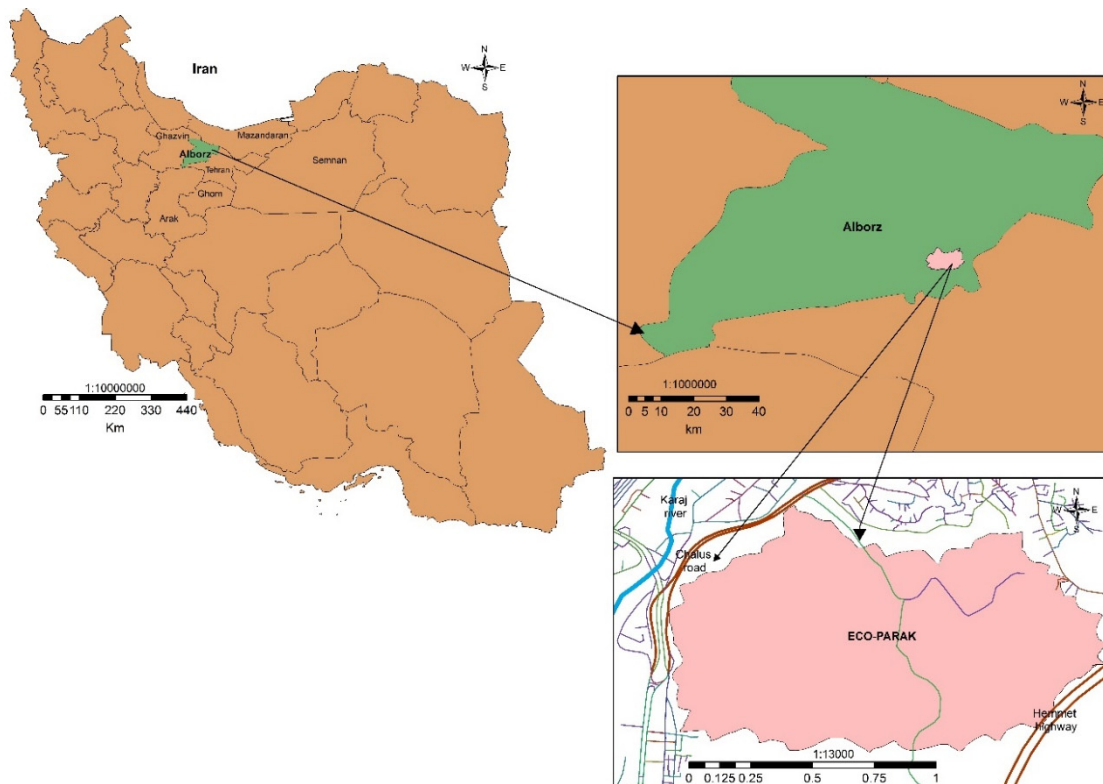 Iran
N
W E
S
Ghazvin
Mazandaran
Alborz
Semnan
Tehran
Ghom
Arak
1:10000000
0 55 110 220 330 440
Km
N
W E
S
Alborz
1:1000000
0 5 10 20 30 40
km
Karaj
river
N
W E
S
Chalus
road
ECO-PARAK
Hemmet
highway
1:13000
0 0.125 0.25 0.5 0.75 1